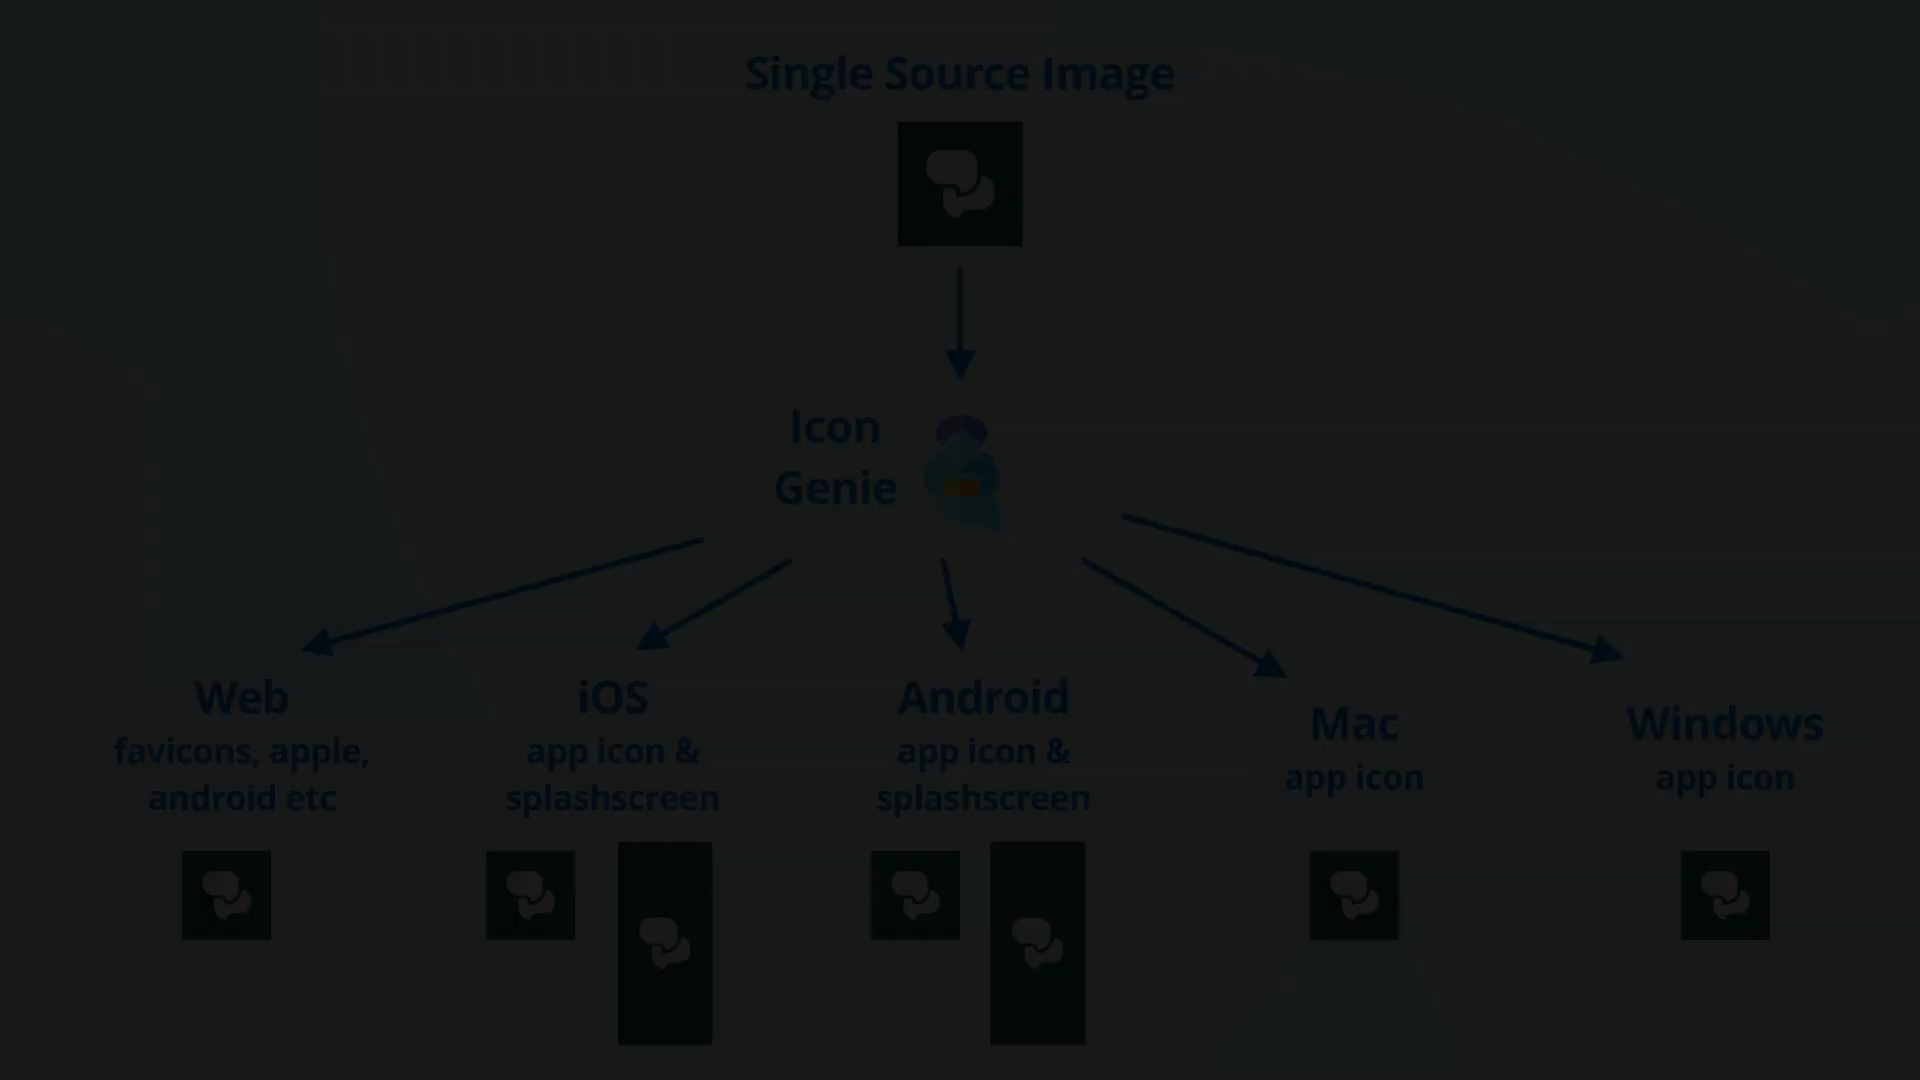 Single Source Image
Icon
Genie
Web
favicons, apple,
android etc
iOS
app icon &
splashscreen
Android
app icon &
splashscreen
Mac
app icon
Windows
app icon